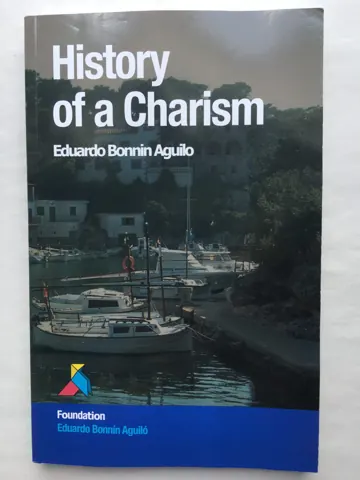 History
of a Charism
Eduardo Bonnin Aguilo
Foundation
Eduardo Bonnín Aguiló